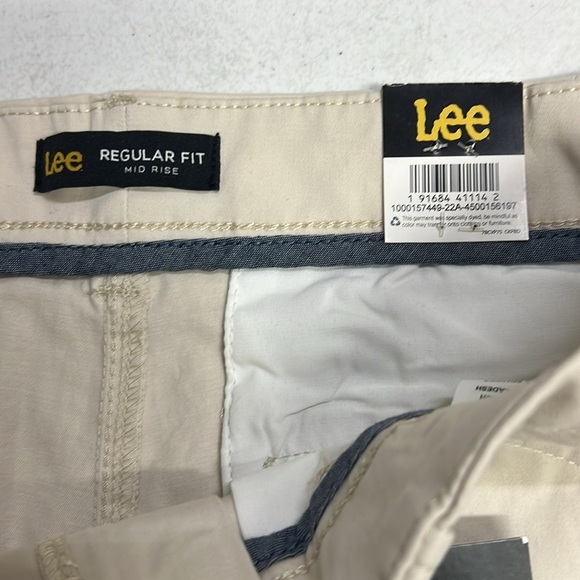 Lee REGULAR FIT
MID RISE
Lee
1 91684 41114 2
1000157449-22A-4500156197
This garment was specially dyed, be mindful as
color may transfer onto clothing or furniture.